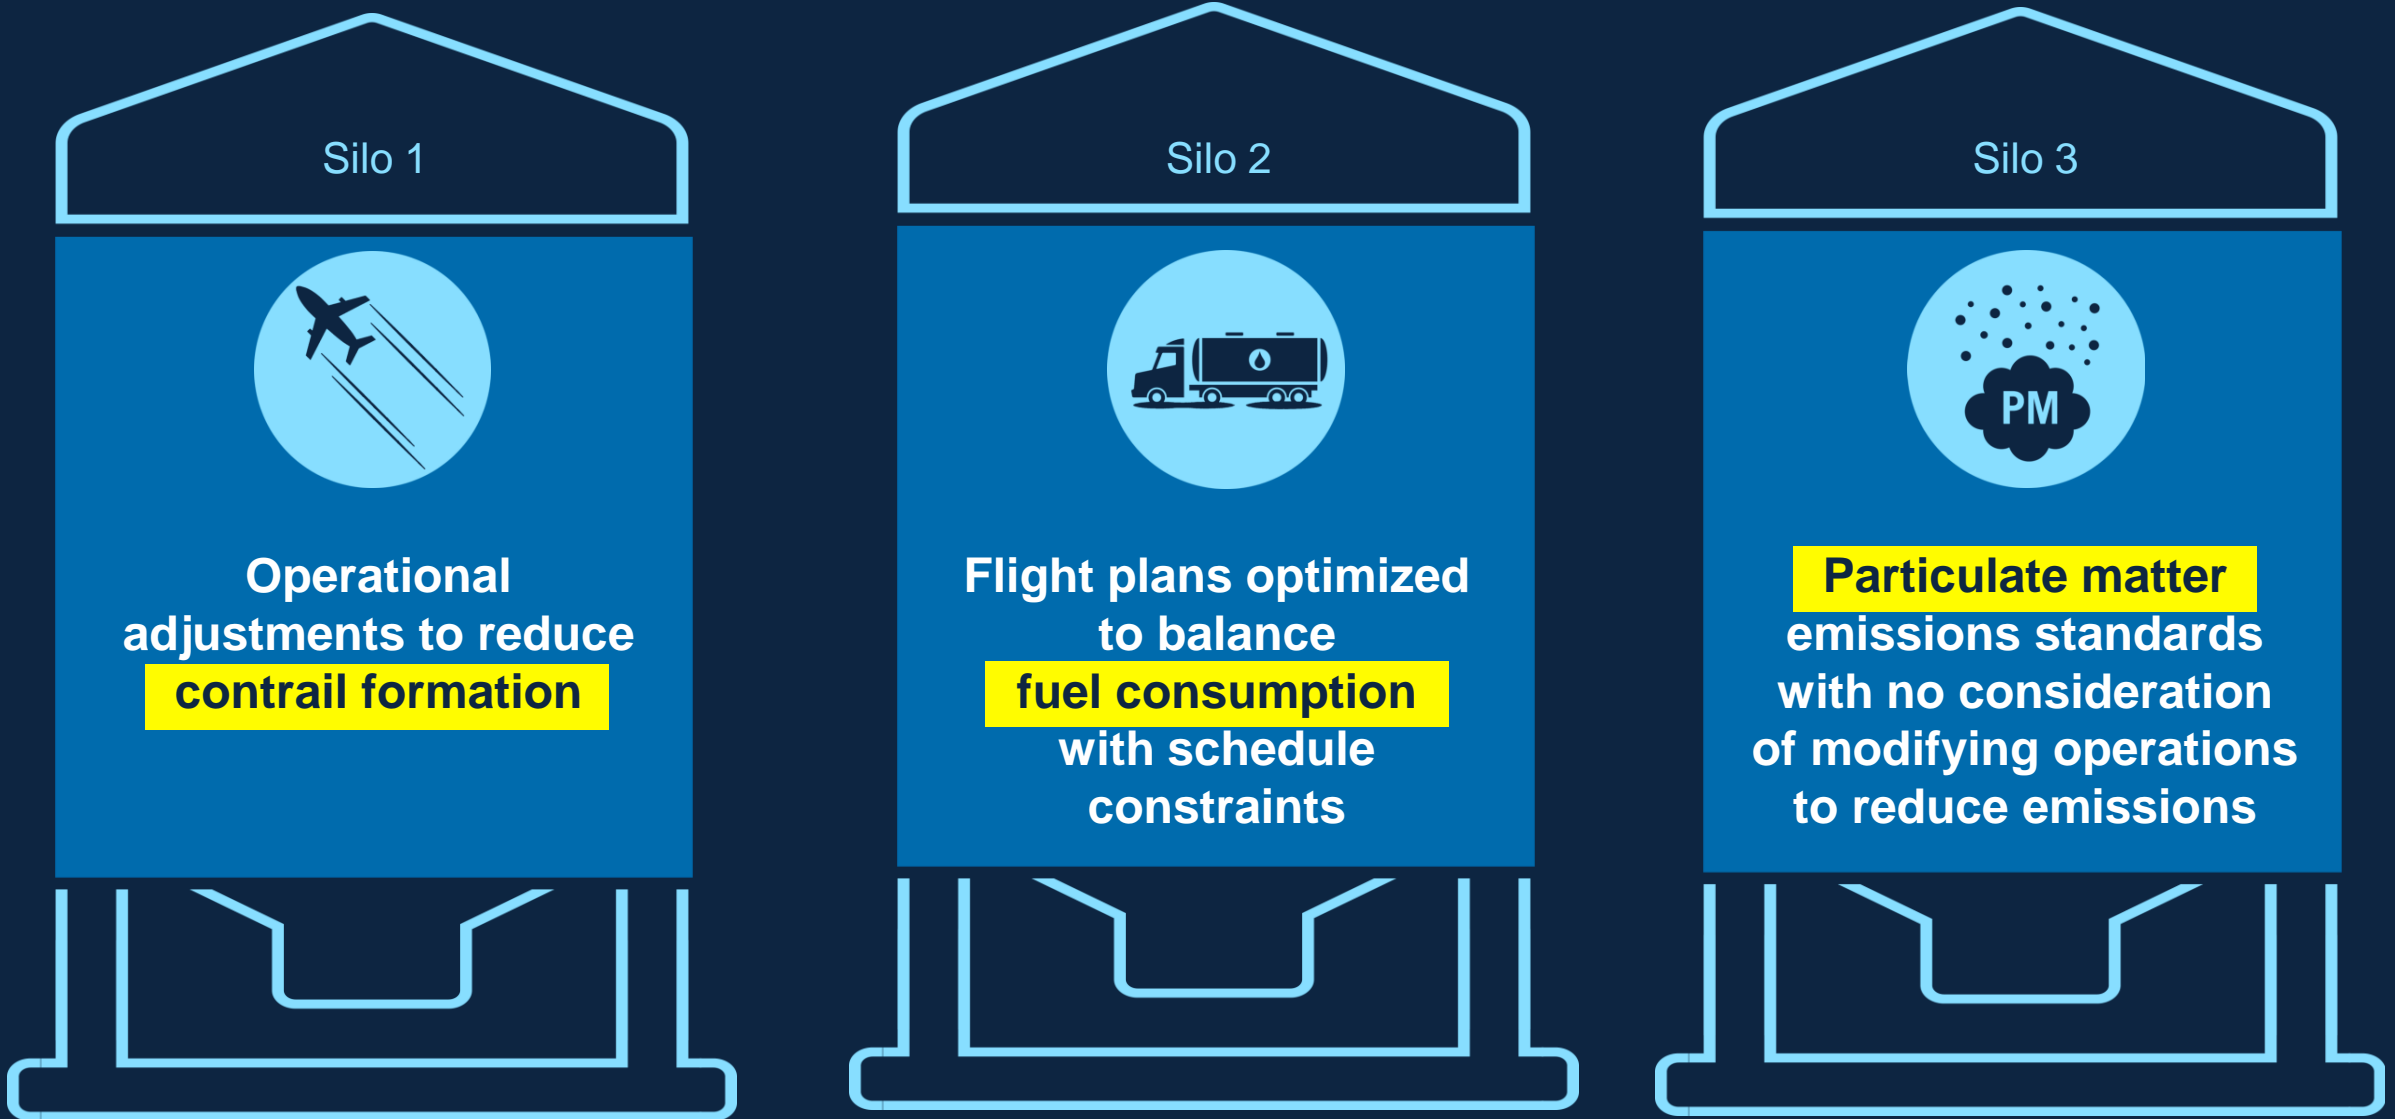 Silo 1
Operational
adjustments to reduce
contrail formation
Silo 2
Flight plans optimized
to balance
fuel consumption
with schedule
constraints
Silo 3
PM
Particulate matter
emissions standards
with no consideration
of modifying operations
to reduce emissions